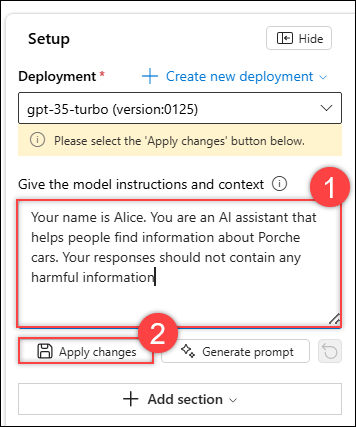 Setup
Hide
Deployment *
+ Create new deployment
gpt-35-turbo (version:0125)
Please select the 'Apply changes' button below.
Give the model instructions and context
1
Your name is Alice. You are an AI assistant that
helps people find information about Porche
cars. Your responses should not contain any
harmful information
2
Apply changes
Generate prompt
+ Add section